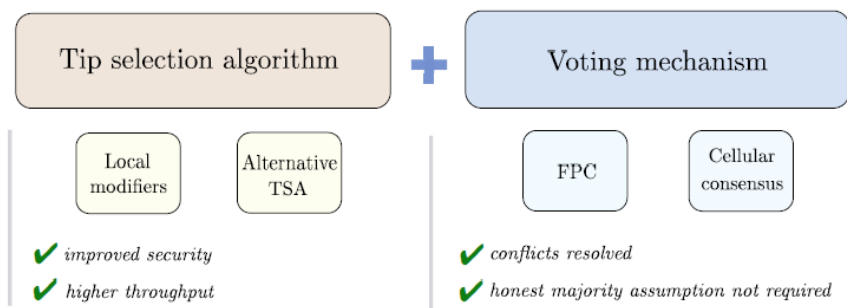 Tip selection algorithm
+
Voting mechanism
Local
modifiers
Alternative
TSA
FPC
Cellular
consensus
✔ improved security
✔ higher throughput
✔ conflicts resolved
✔ honest majority assumption not required